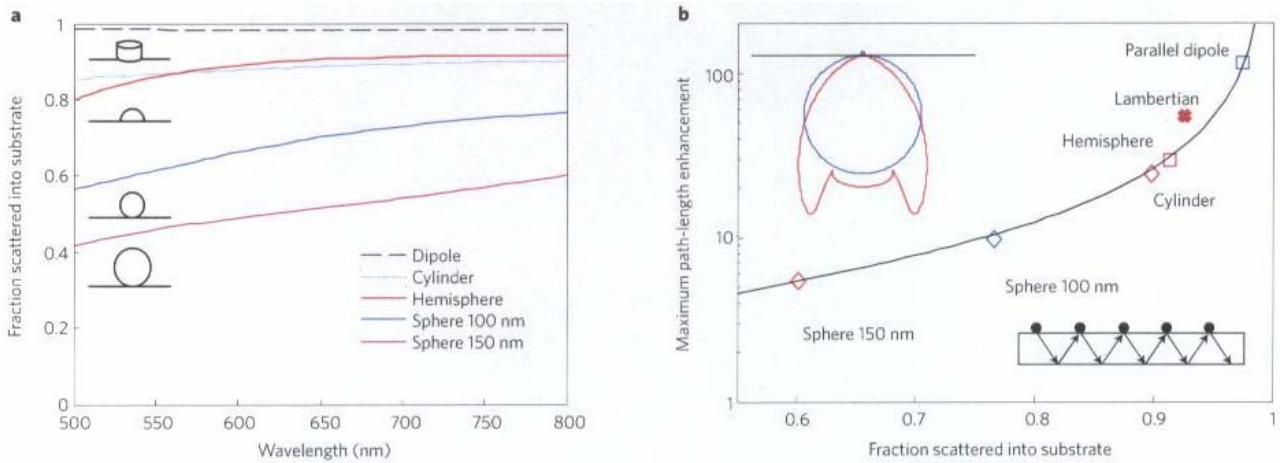 a
Fraction scattered into substrate
1
0.8
0.6
0.4
0.2
0
500
550
600
650
700
750
800
Wavelength (nm)
Dipole
Cylinder
Hemisphere
Sphere 100 nm
Sphere 150 nm
b
Maximum path-length enhancement
100
10
1
0.6
0.7
0.8
0.9
1
Fraction scattered into substrate
Parallel dipole
Lambertian
Hemisphere
Cylinder
Sphere 100 nm
Sphere 150 nm